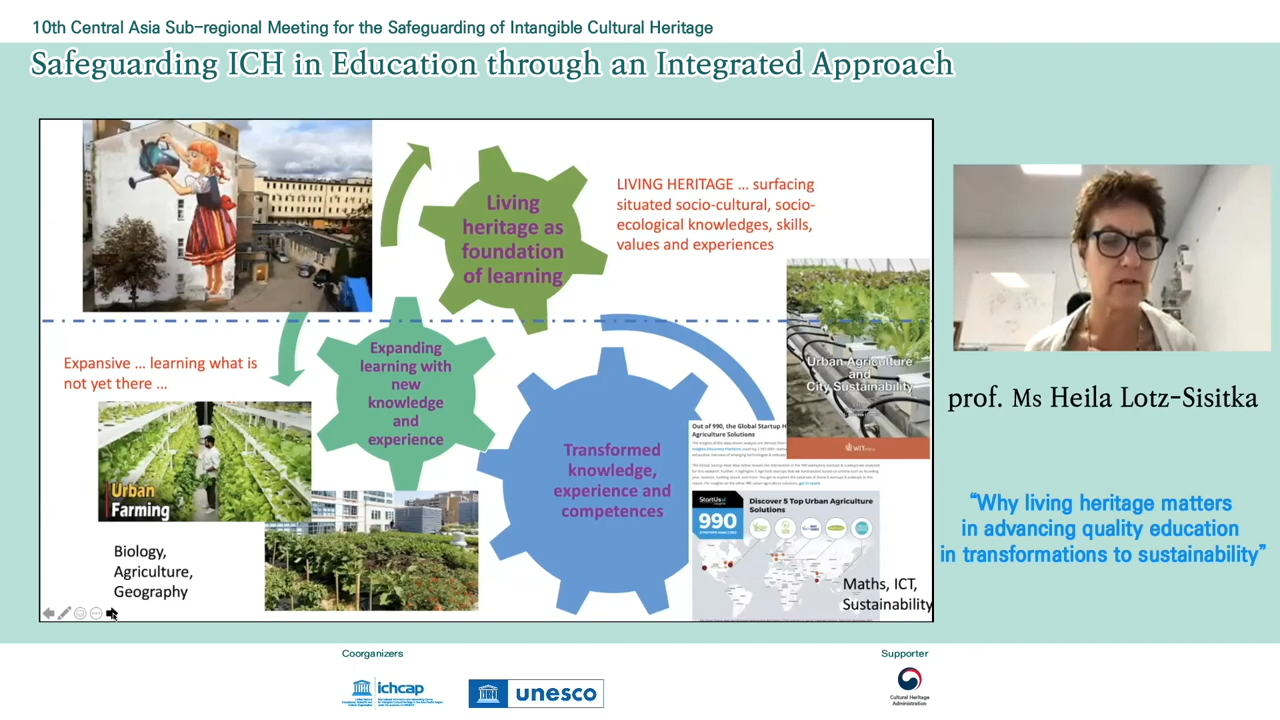 10th Central Asia Sub-regional Meeting for the Safeguarding of Intangible Cultural Heritage
Safeguarding ICH in Education through an Integrated Approach
Living
heritage as
foundation
of learning
LIVING HERITAGE … surfacing
situated socio-cultural, socio-
ecological knowledges, skills,
values and experiences
Expansive … learning what is
not yet there …
Expanding
learning with
new
knowledge
and
experience
Urban Agriculture
and
City Sustainability
WIT
Transformed
knowledge,
experience and
competences
Out of 990, the Global Startup H
Agriculture Solutions
StartUs
990
Discover 5 Top Urban Agriculture
Solutions
Urban
Farming
Biology,
Agriculture,
Geography
Maths, ICT,
Sustainability
prof. Ms Heila Lotz-Sisitka
“Why living heritage matters
in advancing quality education
in transformations to sustainability”
Coorganizers
ichcap
unesco
Supporter
Cultural Heritage
Administration